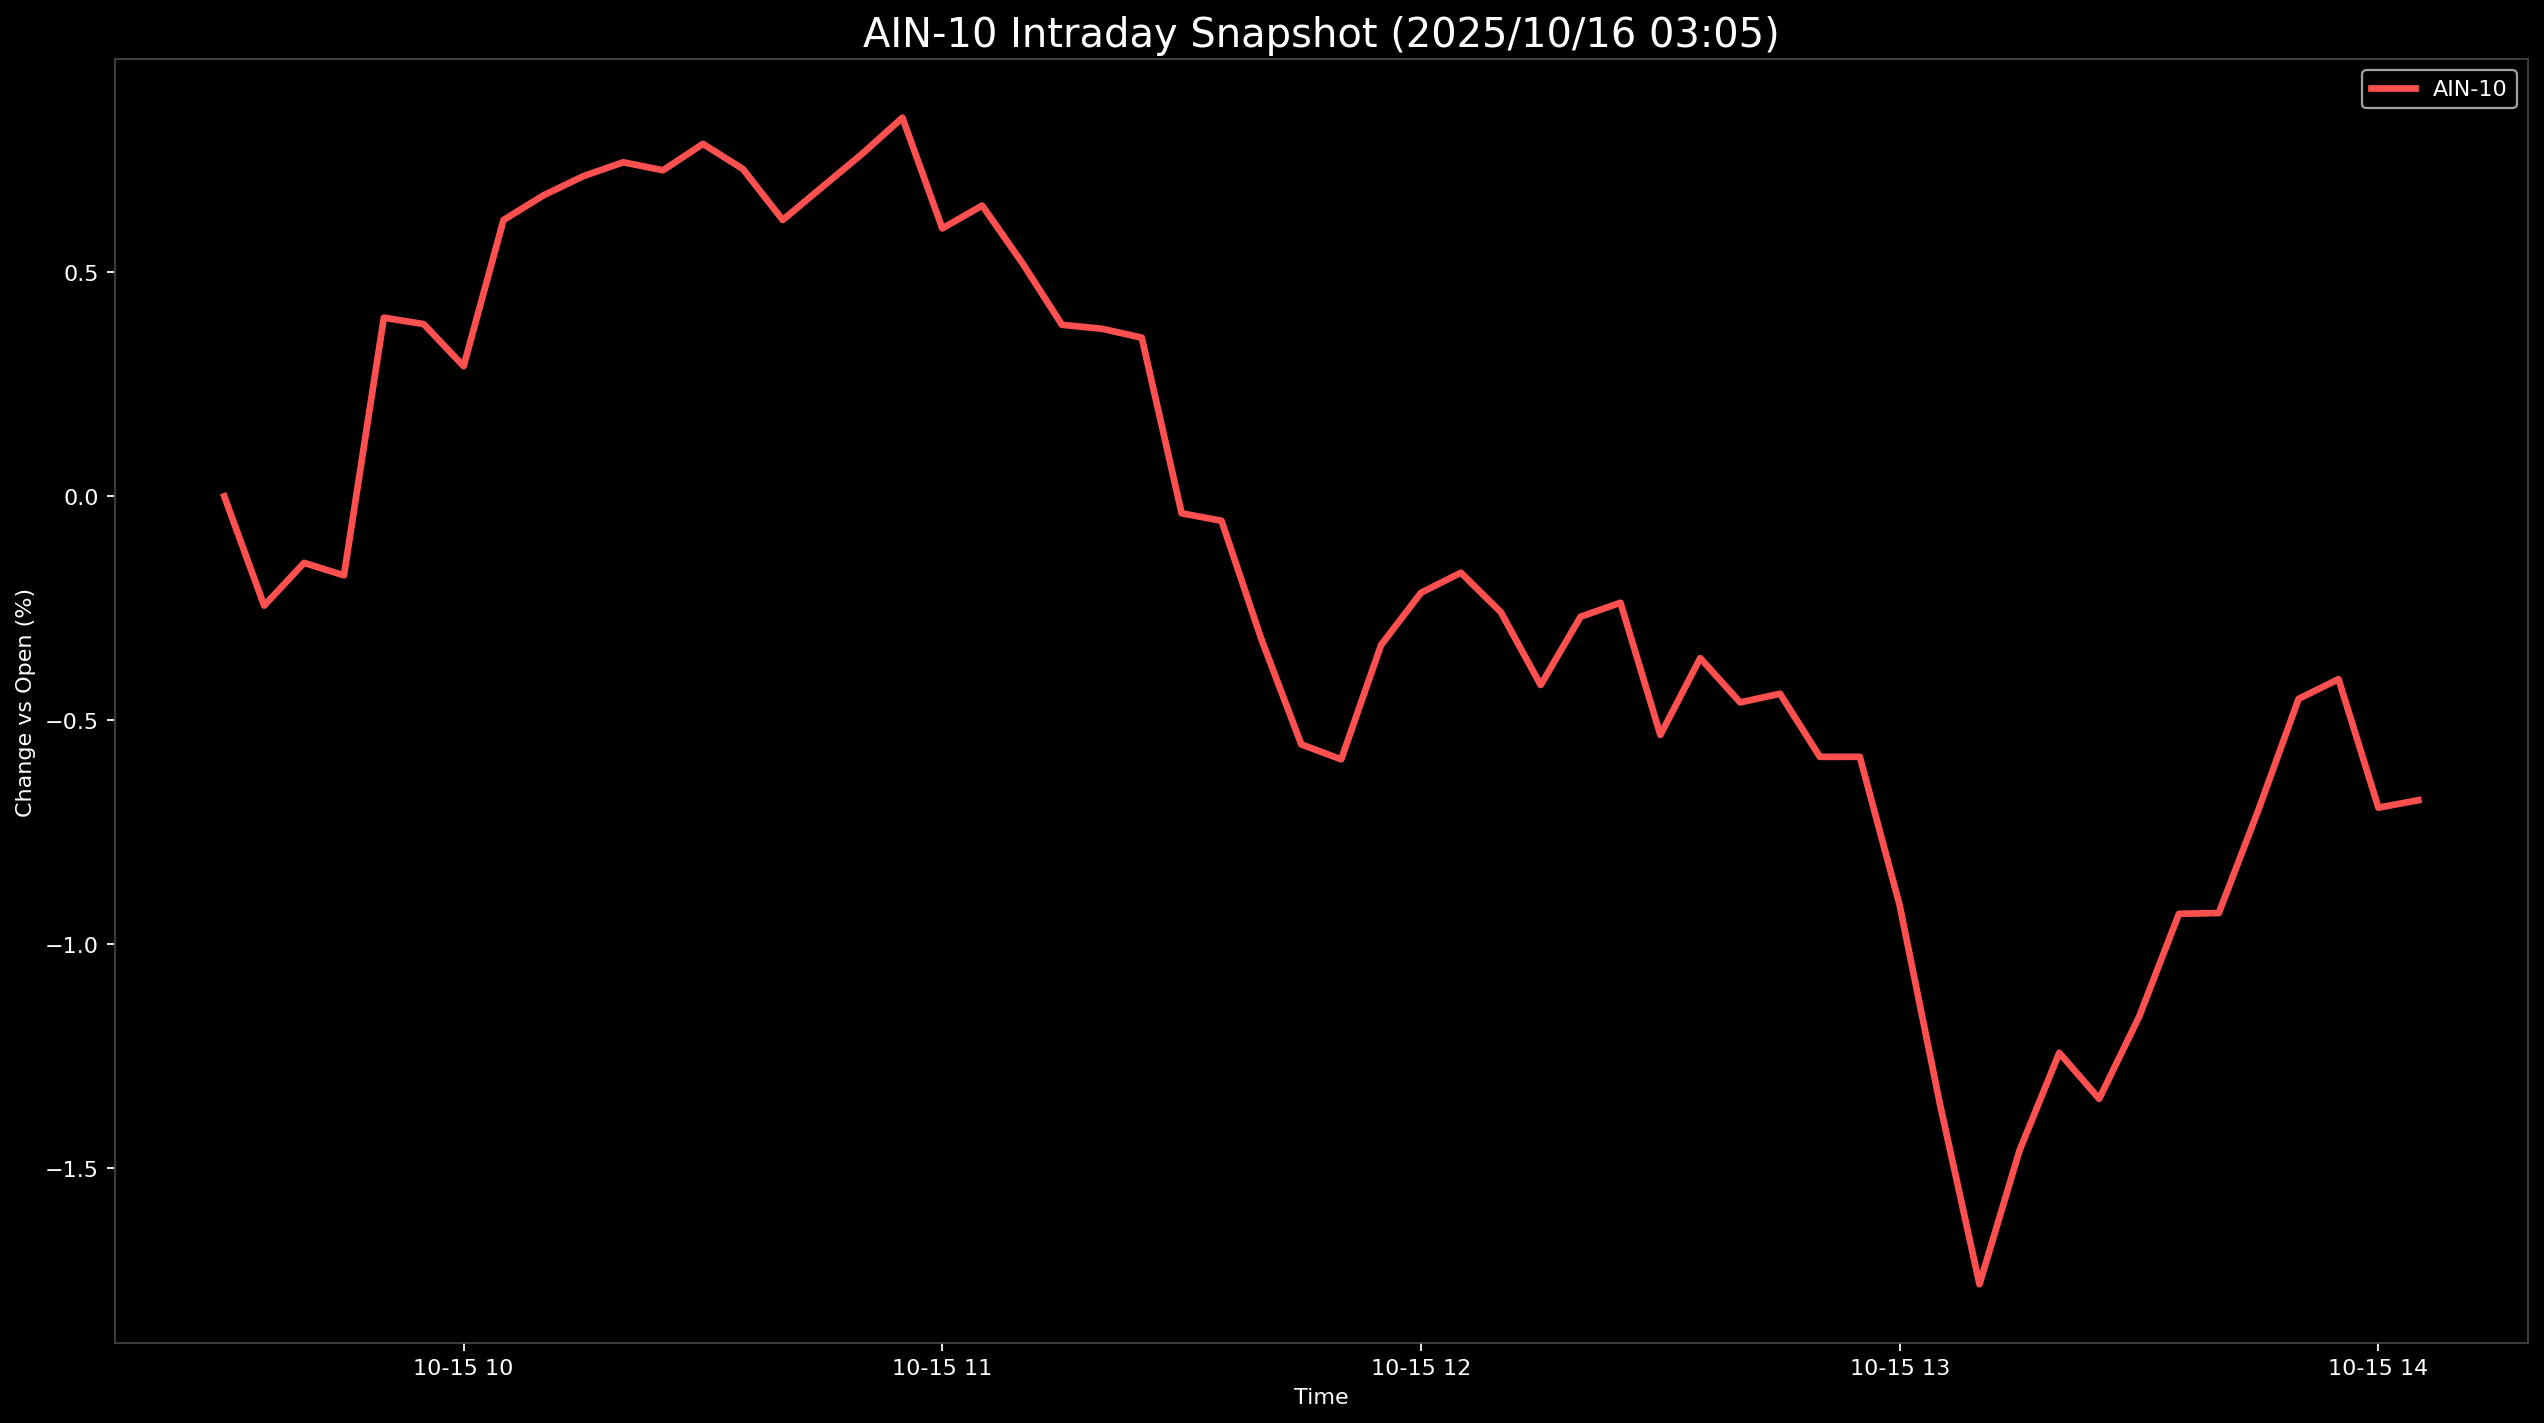 AIN-10 Intraday Snapshot (2025/10/16 03:05)
AIN-10
0.5
0.0
−0.5
−1.0
−1.5
Change vs Open (%)
10-15 10
10-15 11
10-15 12
10-15 13
10-15 14
Time